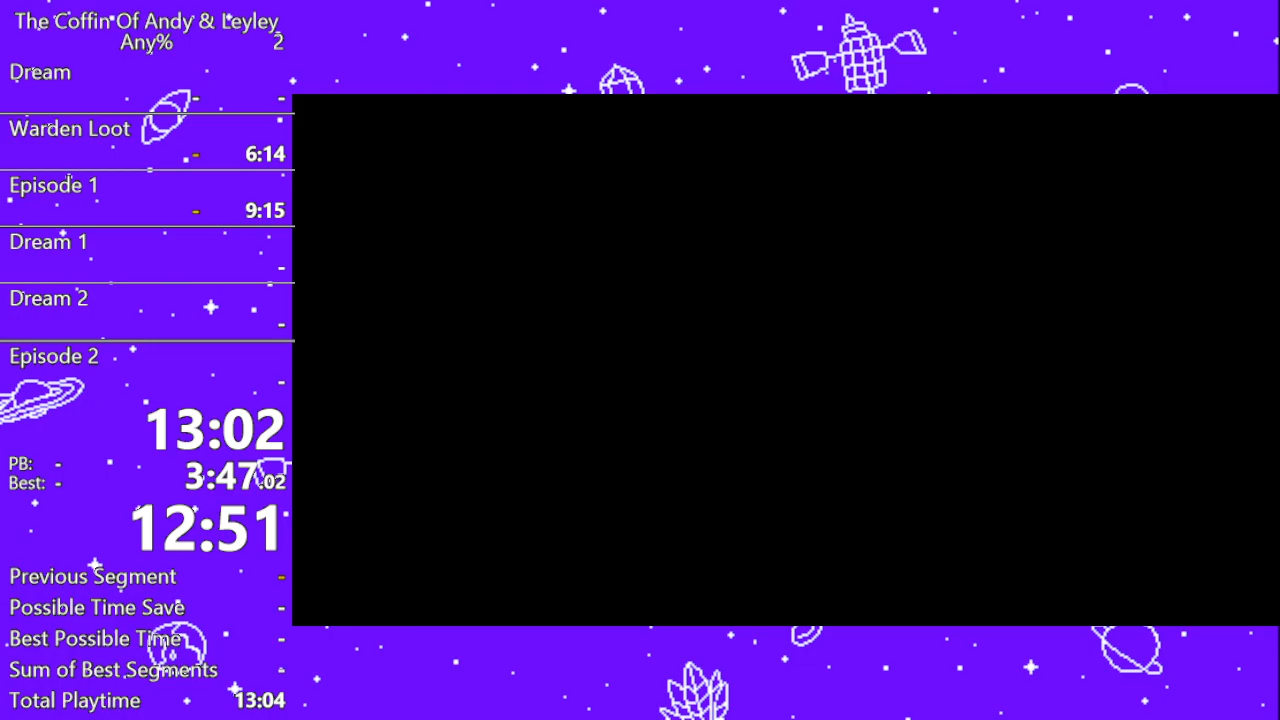 The Coffin Of Andy & Leyley
Any% 2
Dream
- -
Warden Loot
- 6:14
Episode 1
- 9:15
Dream 1
-
Dream 2
-
Episode 2
-
13:02
PB: -
3:47.02
Best: -
12:51
Previous Segment -
Possible Time Save -
Best Possible Time -
Sum of Best Segments -
Total Playtime 13:04